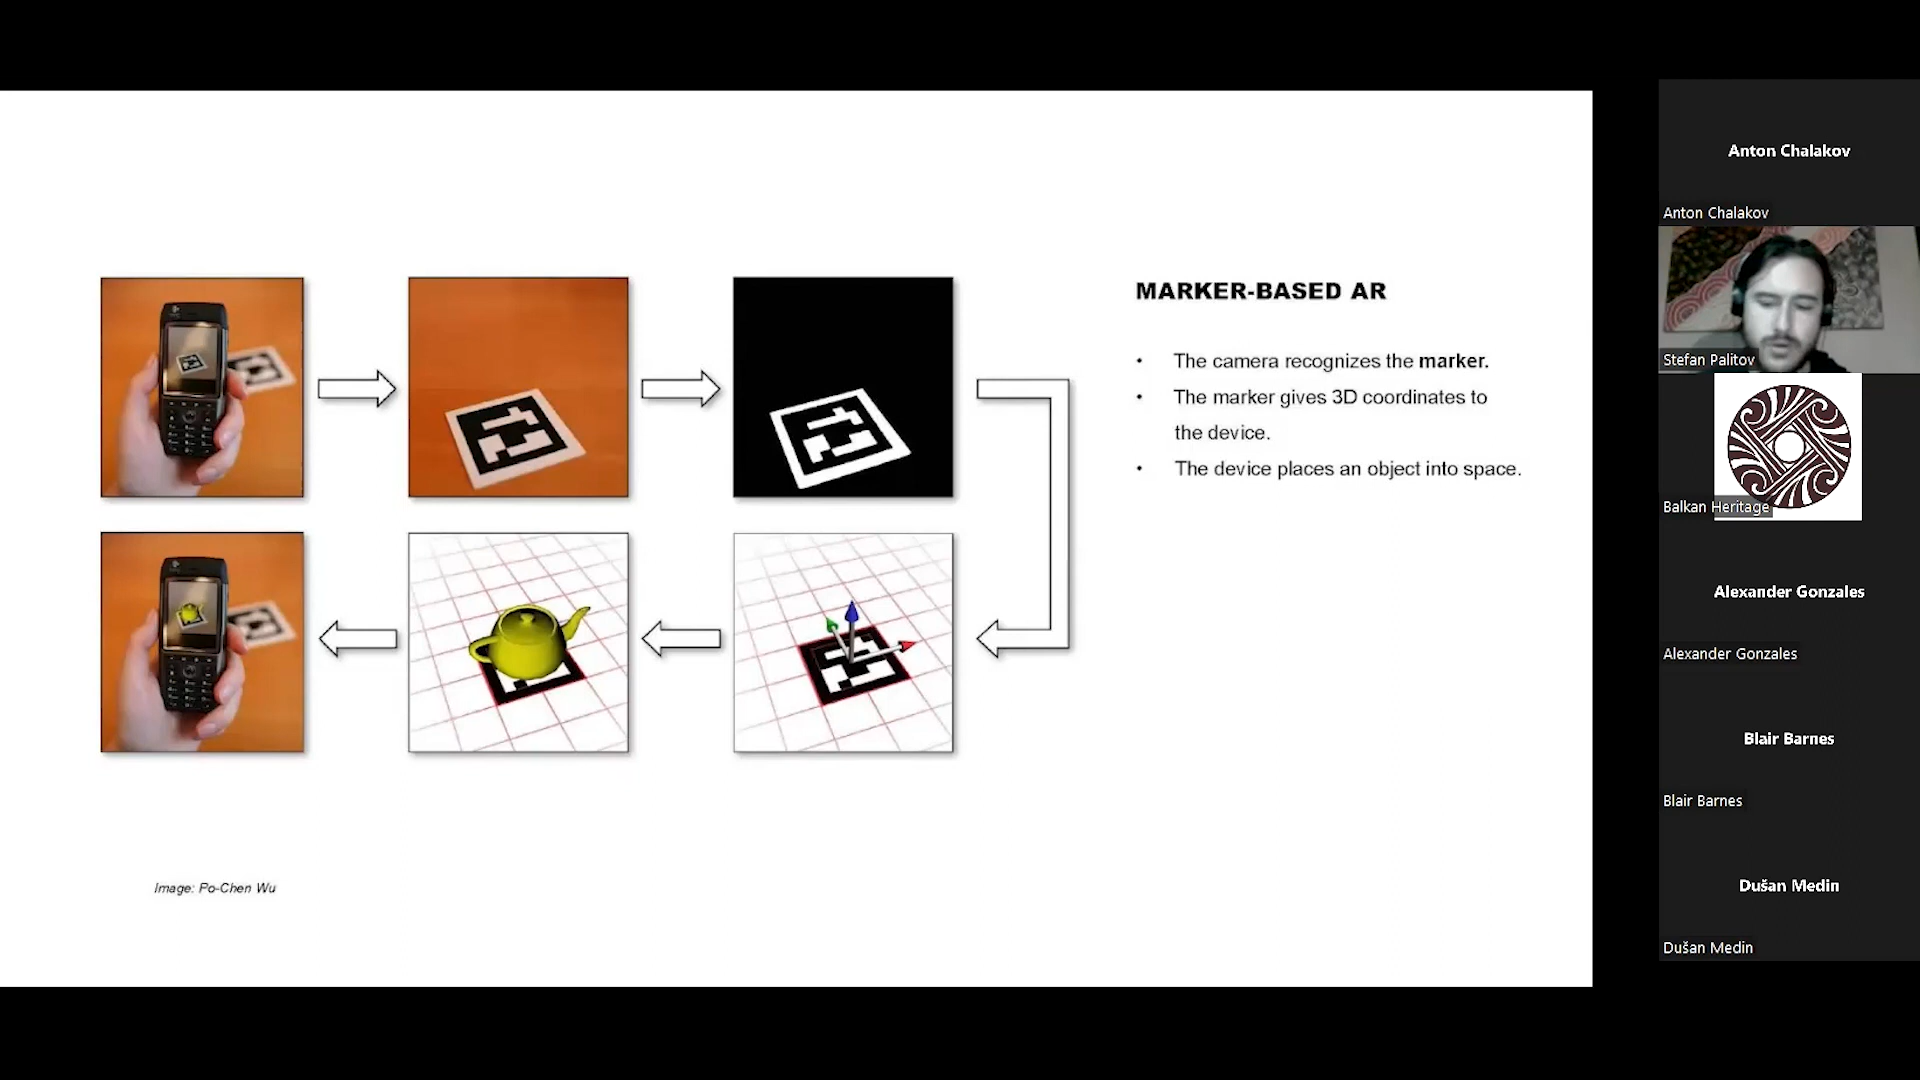 MARKER-BASED AR
• The camera recognizes the marker.
• The marker gives 3D coordinates to
the device.
• The device places an object into space.
Image: Po-Chen Wu
Anton Chalakov
Anton Chalakov
Stefan Palitov
Balkan Heritage
Alexander Gonzales
Alexander Gonzales
Blair Barnes
Blair Barnes
Dušan Medin
Dušan Medin